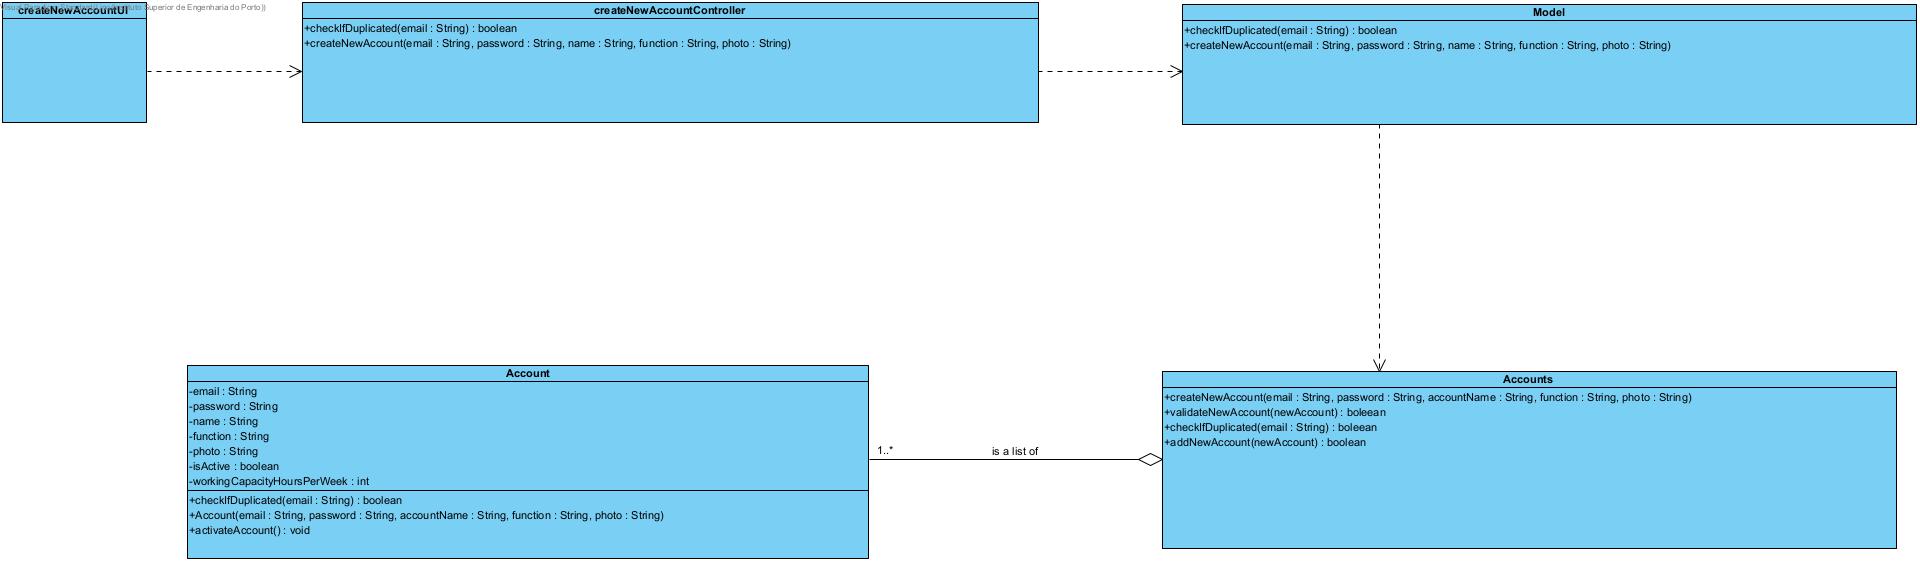 Superior de Engenharia do Porto))
createNewAccountUI
createNewAccountController
+checkIfDuplicated(email : String) : boolean
+createNewAccount(email : String, password : String, name : String, function : String, photo : String)
Model
+checkIfDuplicated(email : String) : boolean
+createNewAccount(email : String, password : String, name : String, function : String, photo : String)
Account
-email : String
-password : String
-name : String
-function : String
-photo : String
-isActive : boolean
-workingCapacityHoursPerWeek : int
+checkIfDuplicated(email : String) : boolean
+Account(email : String, password : String, accountName : String, function : String, photo : String)
+activateAccount() : void
1..*
is a list of
Accounts
+createNewAccount(email : String, password : String, accountName : String, function : String, photo : String)
+validateNewAccount(newAccount) : boleean
+checkIfDuplicated(email : String) : boleean
+addNewAccount(newAccount) : boolean